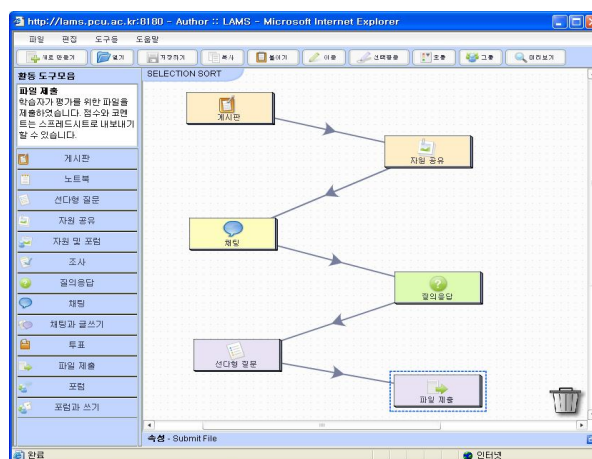 http://lams.pcu.ac.kr:8180 - Author :: LAMS - Microsoft Internet Explorer
파일 편집 도구들 도움말
새로 만들기 열기 저장하기 복사 붙이기 이동 선택종종 흐름 그룹 미리보기
활동 도구모음
SELECTION SORT
파일 제출
학습자가 평가를 위한 파일을
제출하였습니다. 점수와 코멘
트는 스프레드시트로 내보내기
할 수 있습니다.
게시판
노트북
선다형 질문
자원 공유
자원 및 포럼
조사
질의응답
채팅
채팅과 글쓰기
투표
파일 제출
포럼
포럼과 쓰기
게시판
자원 공유
채팅
질의응답
선다형 질문
파일 제출
속성 - Submit File
완료 인터넷